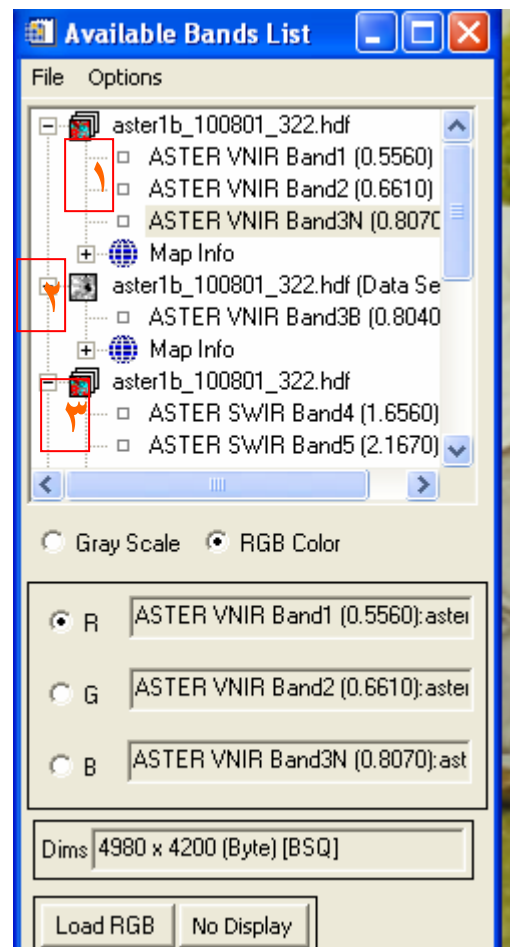 Available Bands List
File Options
aster1b_100801_322.hdf
۱
ASTER VNIR Band1 (0.5560)
ASTER VNIR Band2 (0.6610)
ASTER VNIR Band3N (0.807
Map Info
۲
aster1b_100801_322.hdf (Data Se
ASTER VNIR Band3B (0.8040
Map Info
aster1b_100801_322.hdf
۳
ASTER SWIR Band4 (1.6560)
ASTER SWIR Band5 (2.1670)
Gray Scale RGB Color
R ASTER VNIR Band1 (0.5560):aster
G ASTER VNIR Band2 (0.6610):aster
B ASTER VNIR Band3N (0.8070):ast
Dims 4980 x 4200 (Byte) [BSQ]
Load RGB No Display